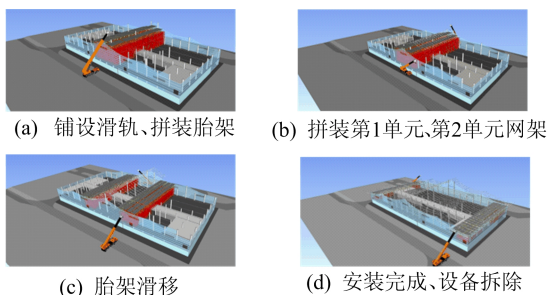 (a) 铺设滑轨、拼装胎架
(b) 拼装第1单元、第2单元网架
(c) 胎架滑移
(d) 安装完成、设备拆除